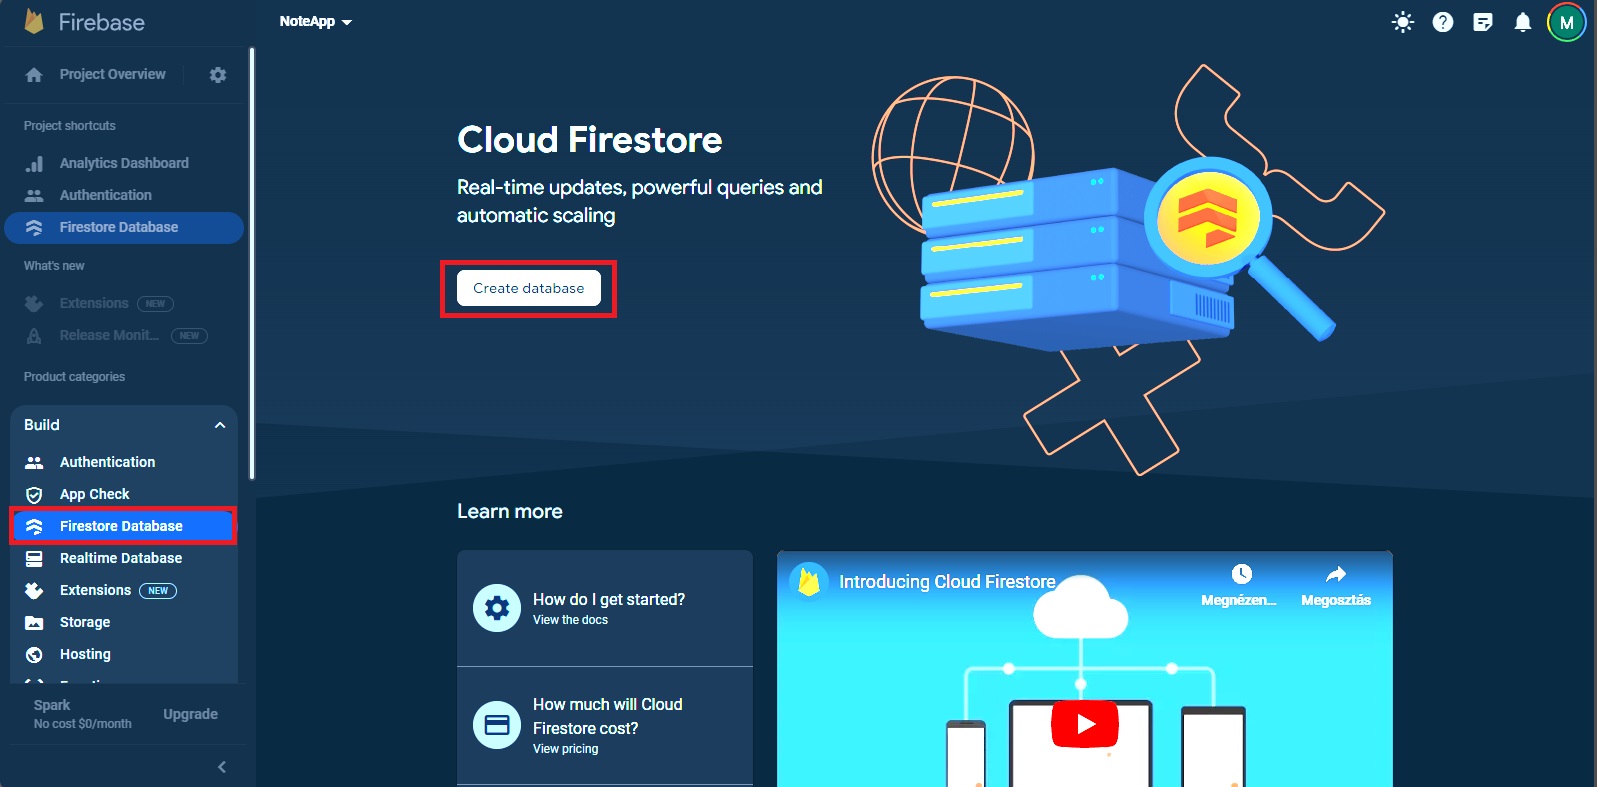 Firebase
NoteApp
M
Project Overview
Project shortcuts
Analytics Dashboard
Authentication
Firestore Database
What's new
Extensions NEW
Release Monit... NEW
Product categories
Build
Authentication
App Check
Firestore Database
Realtime Database
Extensions NEW
Storage
Hosting
Spark
No cost $0/month
Upgrade
Cloud Firestore
Real-time updates, powerful queries and
automatic scaling
Create database
Learn more
How do I get started?
View the docs
How much will Cloud
Firestore cost?
View pricing
Introducing Cloud Firestore
Megnézen...
Megosztás